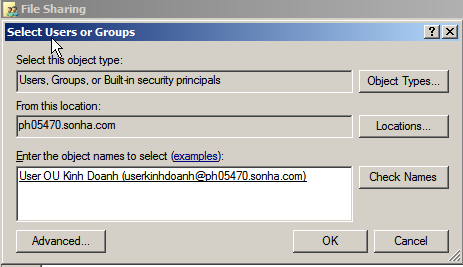 File Sharing
Select Users or Groups
Select this object type:
Users, Groups, or Built-in security principals
Object Types...
From this location:
ph05470.sonha.com
Locations...
Enter the object names to select (examples):
User OU Kinh Doanh (userkinhdoanh@ph05470.sonha.com)
Check Names
Advanced...
OK
Cancel